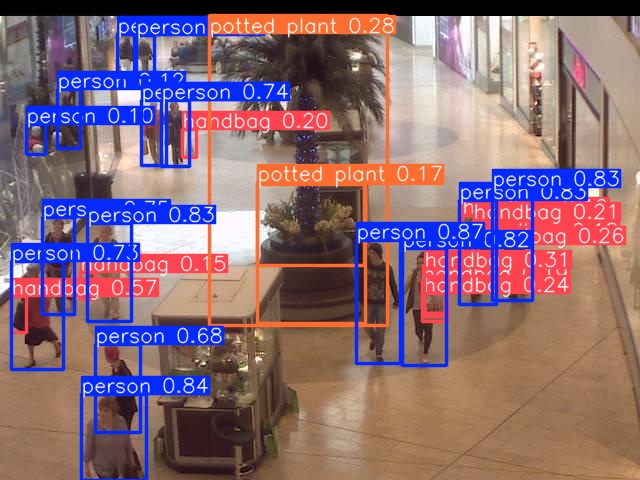 person
potted plant 0.28
person 0.12
person 0.74
person 0.10
handbag 0.20
potted plant 0.17
person 0.83
person 0.83
handbag 0.21
person 0.75
person 0.83
handbag 0.26
person 0.87
person 0.82
person 0.73
handbag 0.15
handbag 0.31
handbag 0.57
handbag 0.24
person 0.68
person 0.84